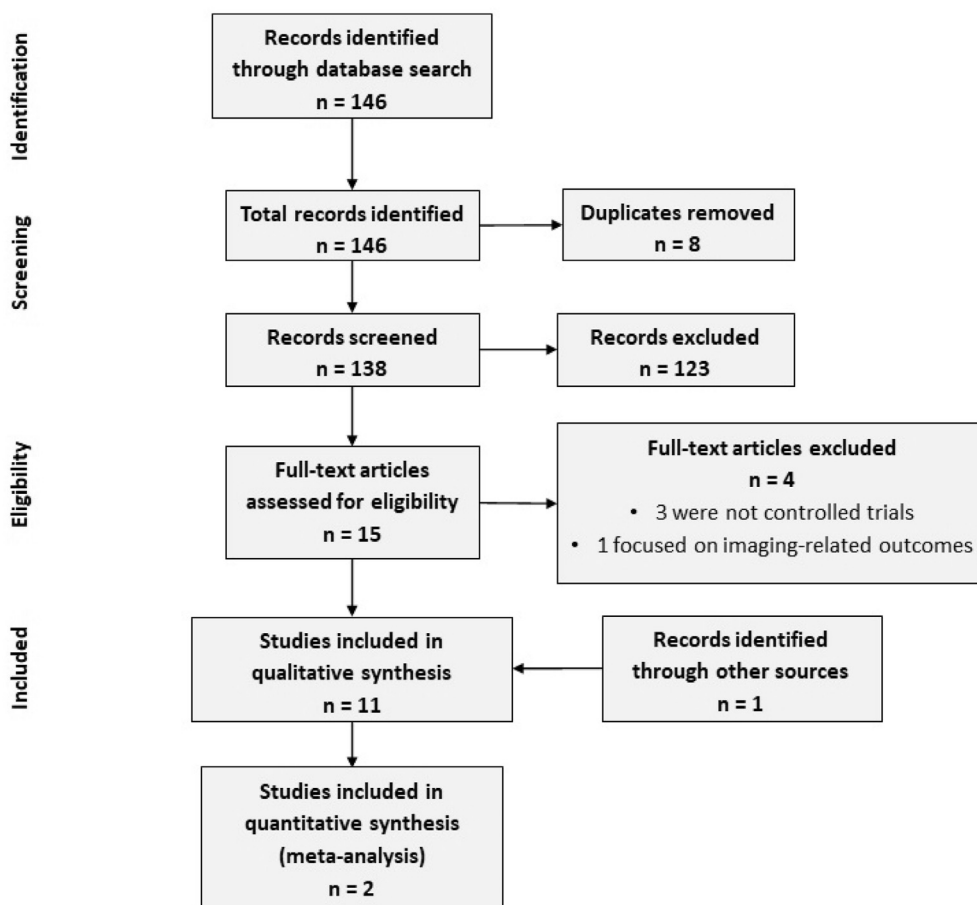 Identification
Records identified
through database search
n = 146
Screening
Total records identified
n = 146
Duplicates removed
n = 8
Records screened
n = 138
Records excluded
n = 123
Eligibility
Full-text articles
assessed for eligibility
n = 15
Full-text articles excluded
n = 4
• 3 were not controlled trials
• 1 focused on imaging-related outcomes
Included
Studies included in
qualitative synthesis
n = 11
Records identified
through other sources
n = 1
Studies included in
quantitative synthesis
(meta-analysis)
n = 2